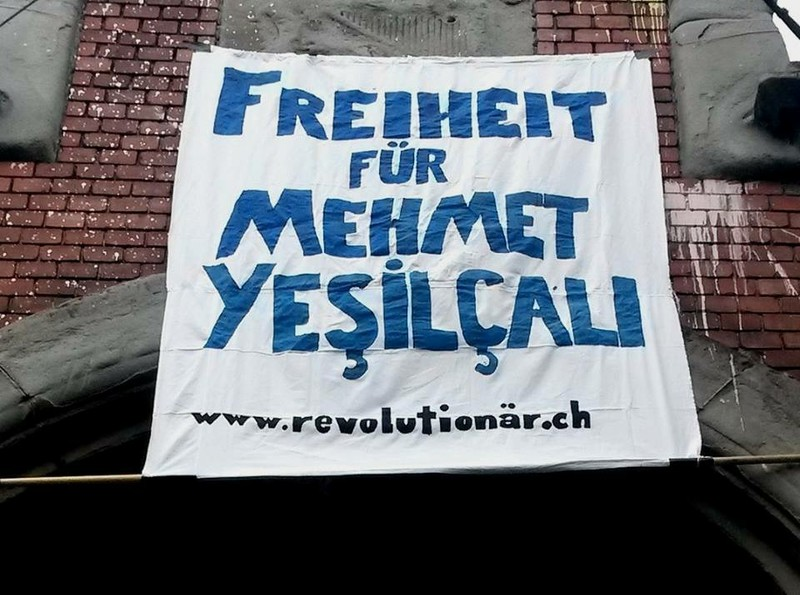 FREIHEIT
FÜR
MEHMET
YEŞİLÇALI
www.revolutionär.ch